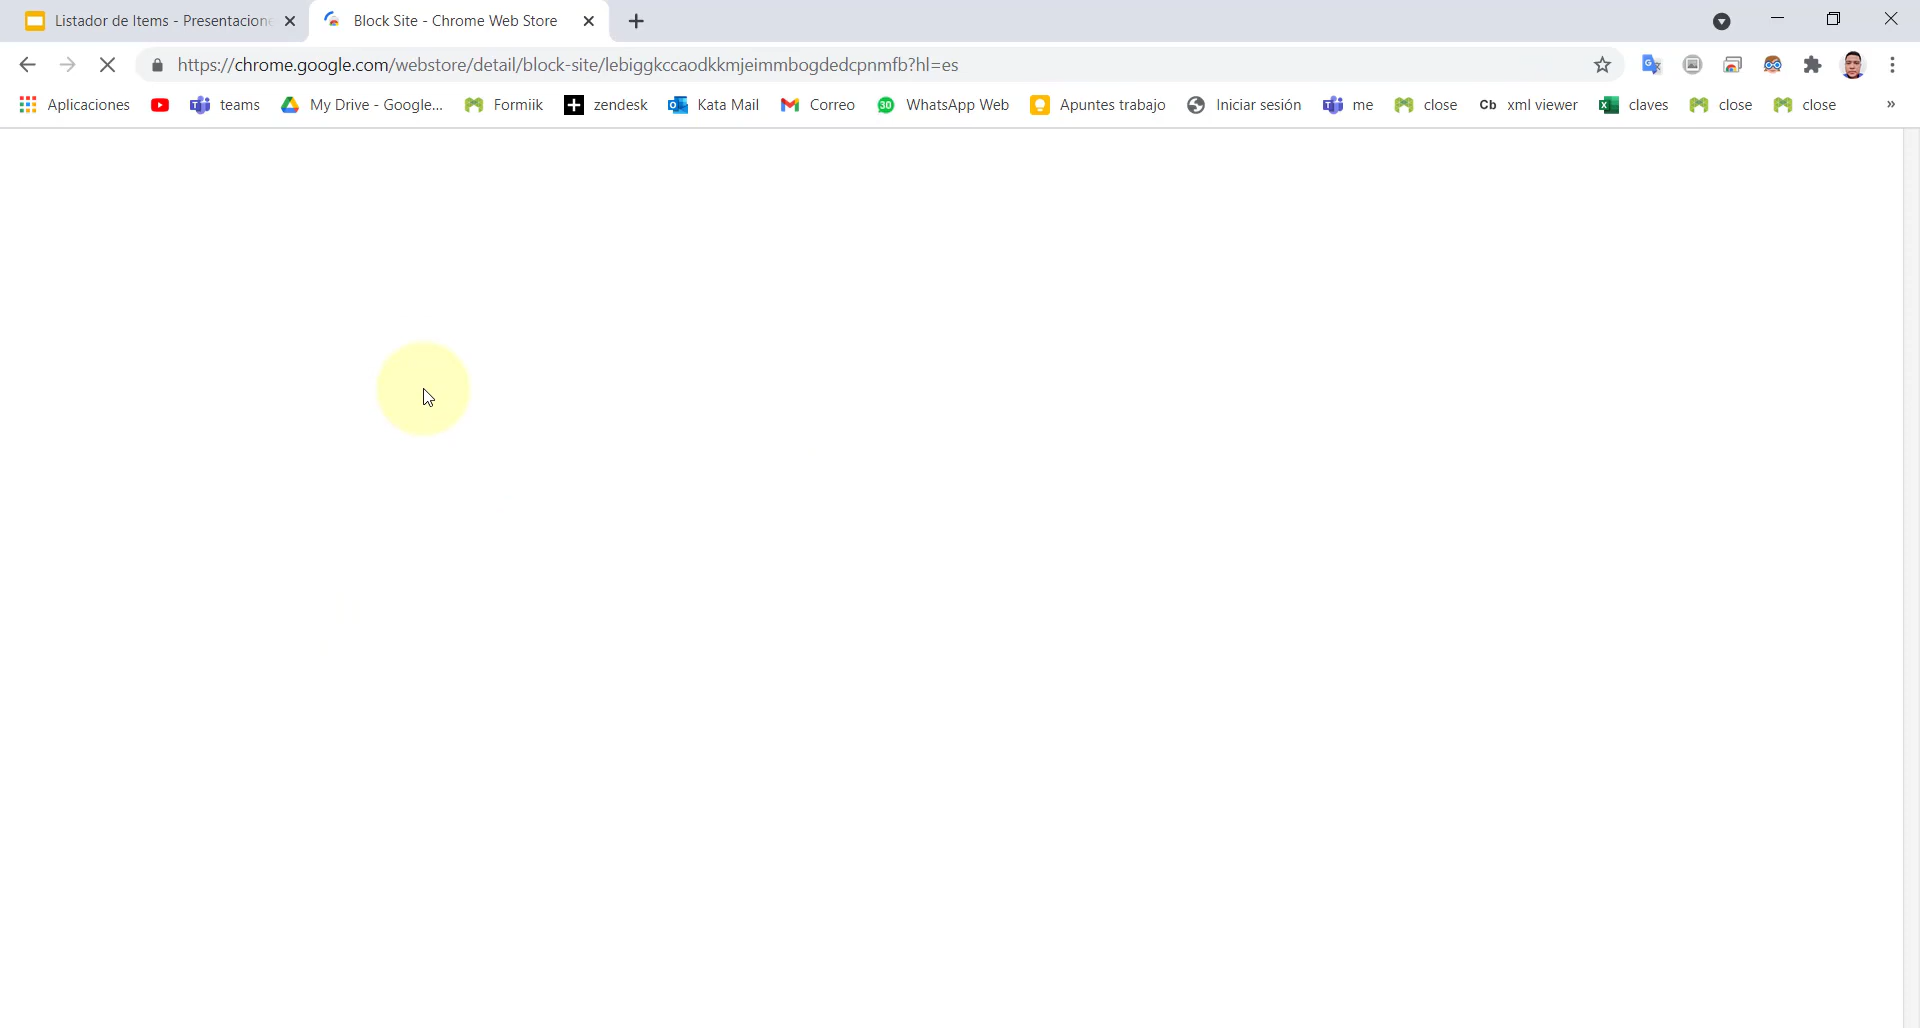 Listador de Items - Presentacione
Block Site - Chrome Web Store
https://chrome.google.com/webstore/detail/block-site/lebiggkccaodkkmjeimmbogdedcpnmfb?hl=es
Aplicaciones teams My Drive - Google... Formiik zendesk Kata Mail Correo 30 WhatsApp Web Apuntes trabajo Iniciar sesión me close Cb xml viewer claves close close »